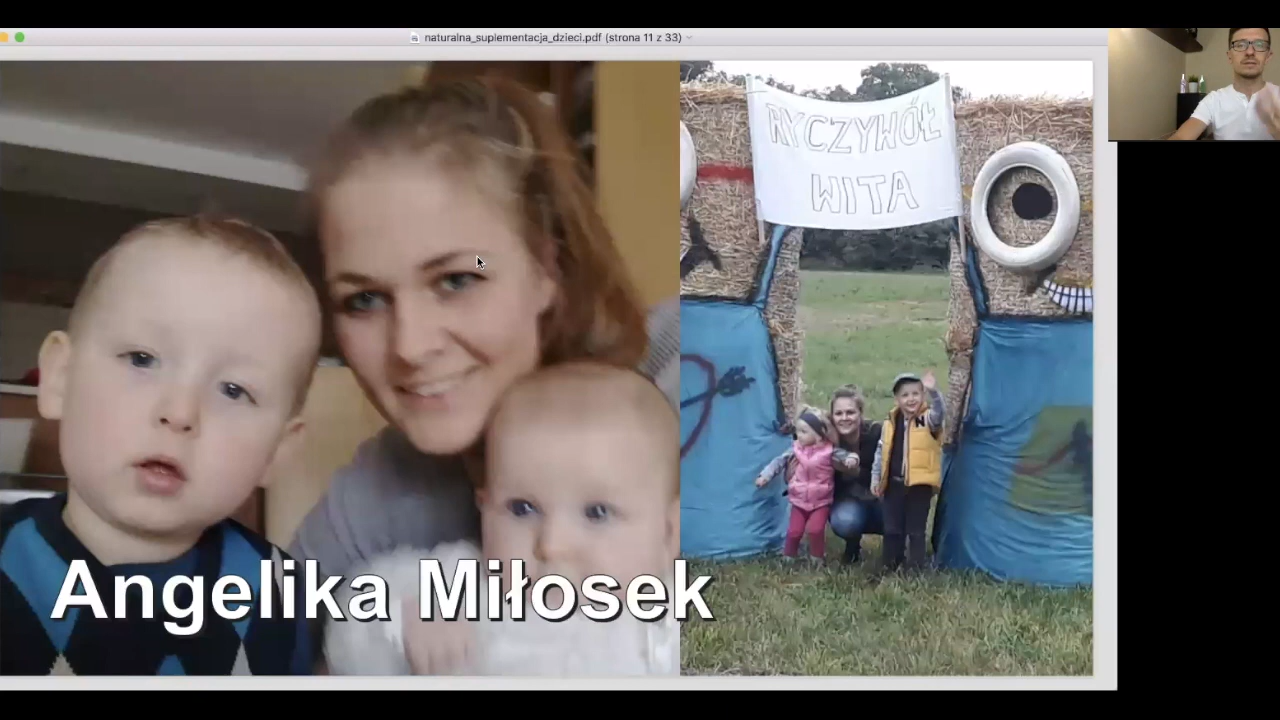 naturalna_suplementacja_dzieci.pdf (strona 11 z 33)
RYCZYWÓŁ
WITA
N
Angelika Miłosek